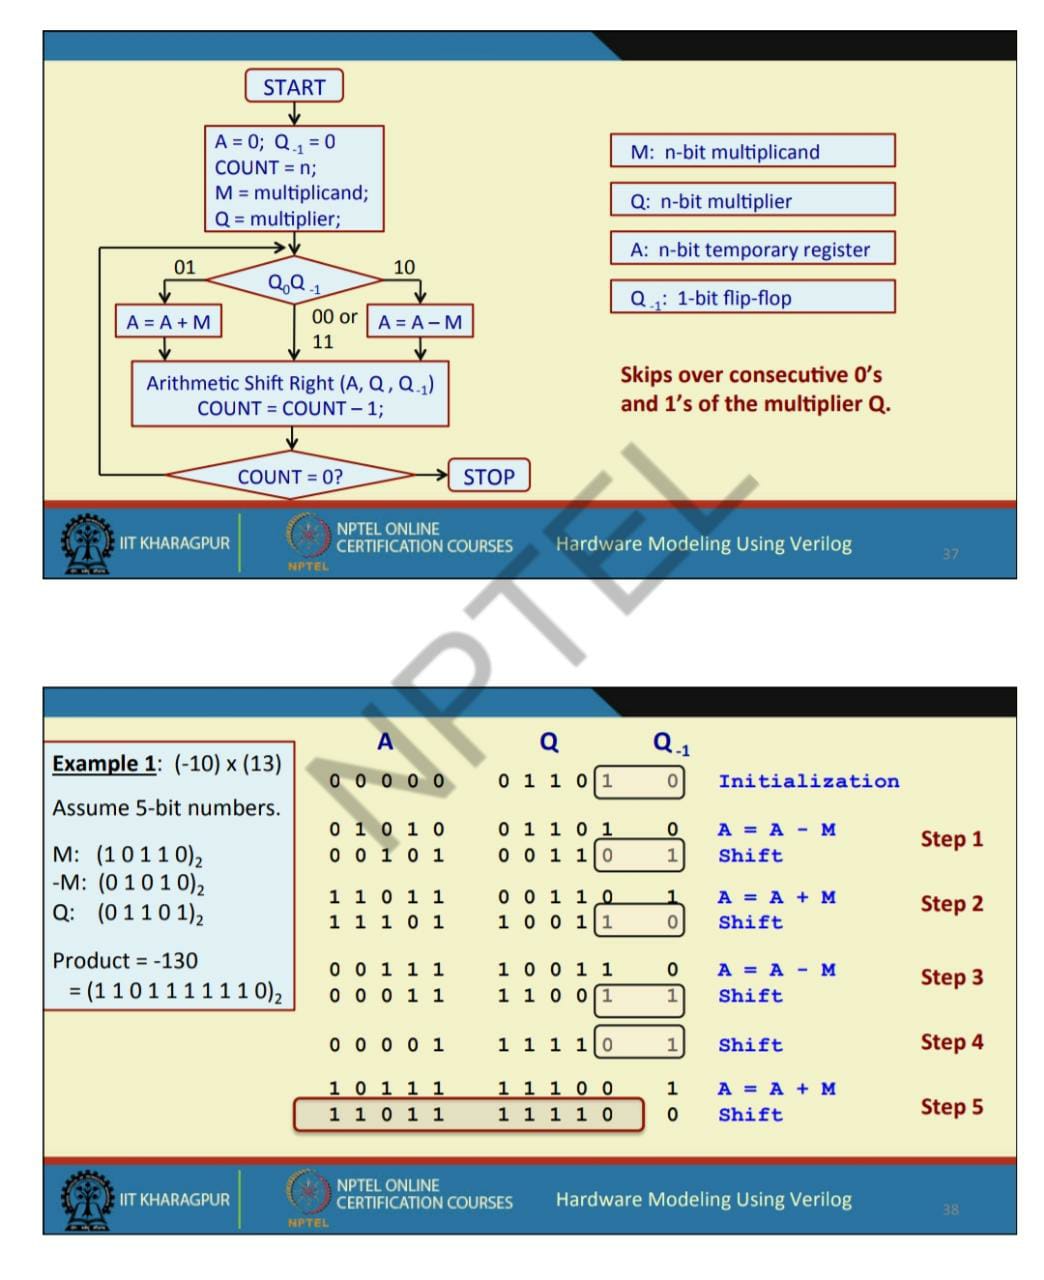 START
A = 0; Q-1 = 0
COUNT = n;
M = multiplicand;
Q = multiplier;
01
Q0Q-1
10
A = A + M
00 or
11
A = A – M
Arithmetic Shift Right (A, Q , Q-1)
COUNT = COUNT – 1;
COUNT = 0?
STOP
M: n-bit multiplicand
Q: n-bit multiplier
A: n-bit temporary register
Q-1: 1-bit flip-flop
Skips over consecutive 0's
and 1's of the multiplier Q.
IIT KHARAGPUR
NPTEL
NPTEL ONLINE
CERTIFICATION COURSES
Hardware Modeling Using Verilog
37
NPTEL
Example 1: (-10) x (13)
Assume 5-bit numbers.
M: (1 0 1 1 0)2
-M: (0 1 0 1 0)2
Q: (0 1 1 0 1)2
Product = -130
= (1 1 0 1 1 1 1 1 1 0)2
A Q Q-1
0 0 0 0 0 0 1 1 0 1 0 Initialization
0 1 0 1 0 0 1 1 0 1 0 A = A - M
0 0 1 0 1 0 0 1 1 0 1 Shift
Step 1
1 1 0 1 1 0 0 1 1 0 1 A = A + M
1 1 1 0 1 1 0 0 1 1 0 Shift
Step 2
0 0 1 1 1 1 0 0 1 1 0 A = A - M
0 0 0 1 1 1 1 0 0 1 1 Shift
Step 3
0 0 0 0 1 1 1 1 1 0 1 Shift Step 4
1 0 1 1 1 1 1 1 0 0 1 A = A + M
1 1 0 1 1 1 1 1 1 0 0 Shift
Step 5
IIT KHARAGPUR
NPTEL
NPTEL ONLINE
CERTIFICATION COURSES
Hardware Modeling Using Verilog
38